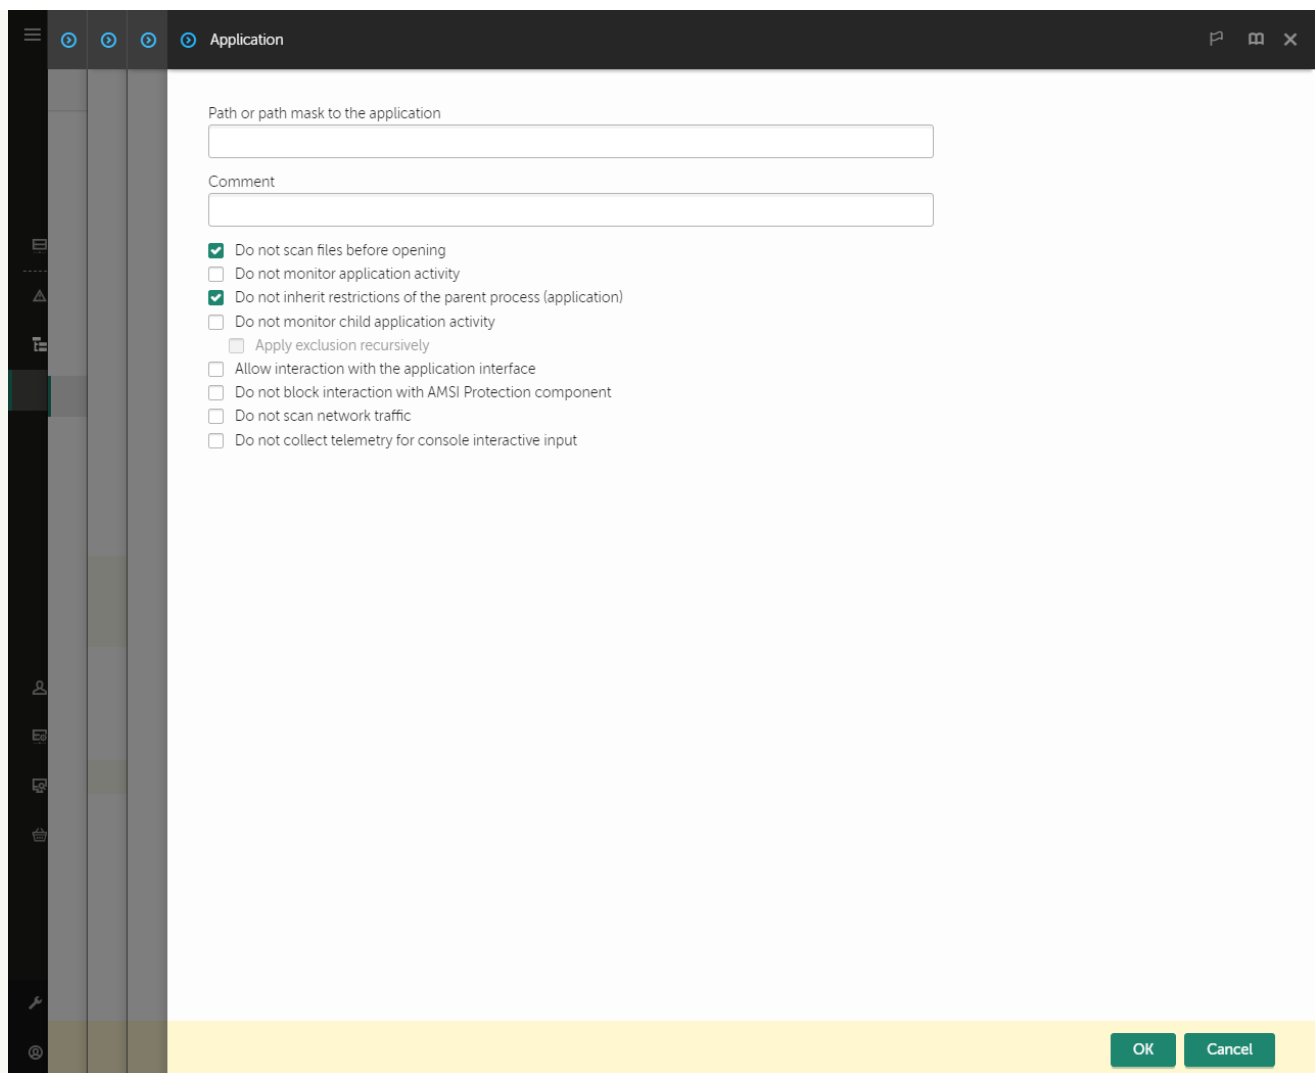 Application
Path or path mask to the application
Comment
Do not scan files before opening
Do not monitor application activity
Do not inherit restrictions of the parent process (application)
Do not monitor child application activity
Apply exclusion recursively
Allow interaction with the application interface
Do not block interaction with AMSI Protection component
Do not scan network traffic
Do not collect telemetry for console interactive input
OK Cancel